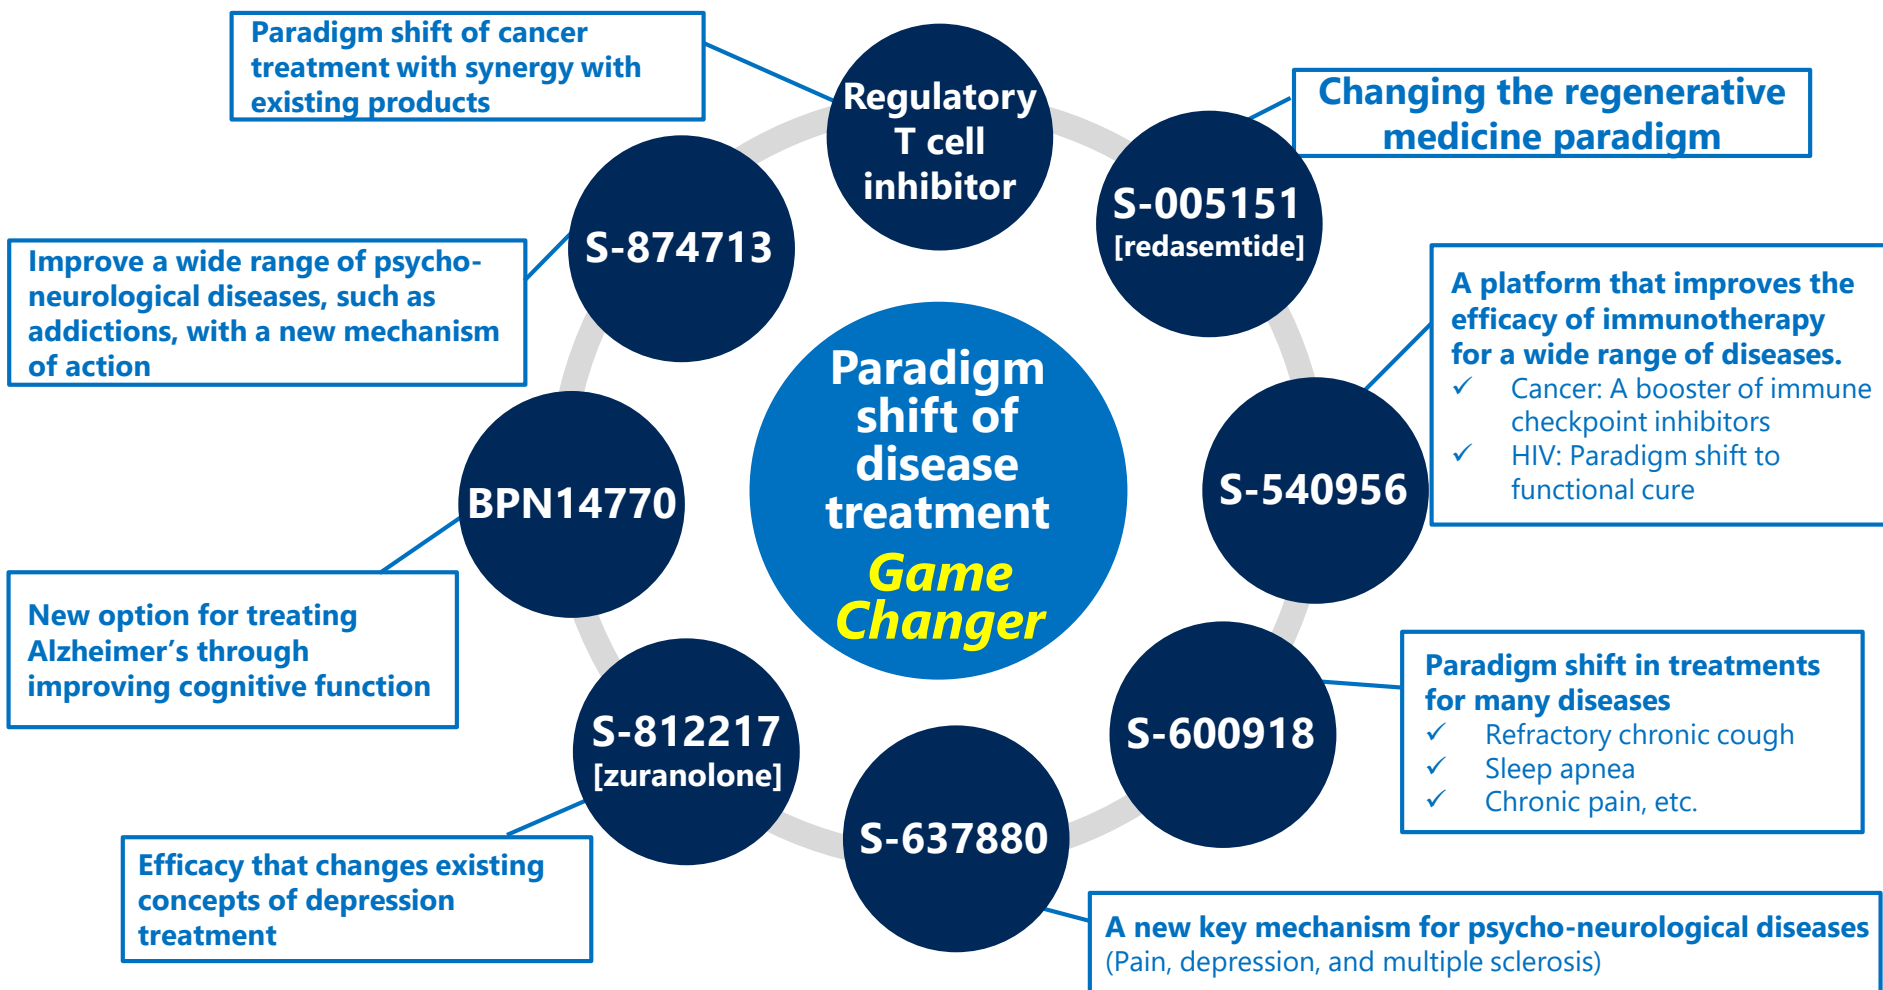 Paradigm shift of cancer
treatment with synergy with
existing products
Regulatory
T cell
inhibitor
Changing the regenerative
medicine paradigm
S-005151
[redasemtide]
S-874713
Improve a wide range of psycho-
neurological diseases, such as
addictions, with a new mechanism
of action
A platform that improves the
efficacy of immunotherapy
for a wide range of diseases.
✓ Cancer: A booster of immune
checkpoint inhibitors
✓ HIV: Paradigm shift to
functional cure
Paradigm
shift of
disease
treatment
Game
Changer
BPN14770
S-540956
New option for treating
Alzheimer’s through
improving cognitive function
S-812217
[zuranolone]
S-600918
Paradigm shift in treatments
for many diseases
✓ Refractory chronic cough
✓ Sleep apnea
✓ Chronic pain, etc.
S-637880
Efficacy that changes existing
concepts of depression
treatment
A new key mechanism for psycho-neurological diseases
(Pain, depression, and multiple sclerosis)